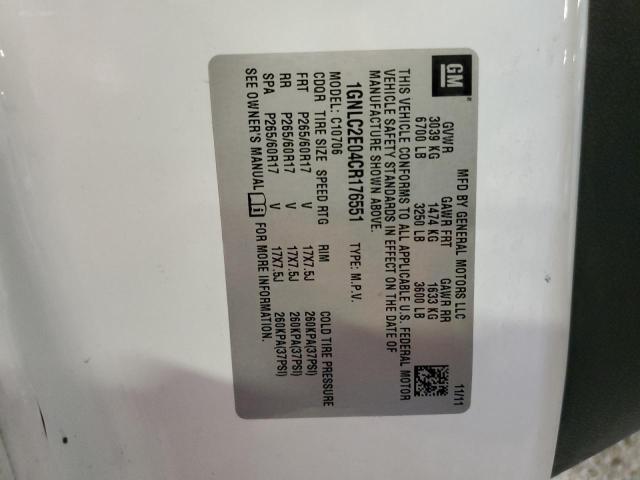 GM
MFD BY GENERAL MOTORS LLC 11/11
GVWR GAWR FRT GAWR RR
3039 KG 1474 KG 1633 KG
6700 LB 3250 LB 3600 LB
THIS VEHICLE CONFORMS TO ALL APPLICABLE U.S. FEDERAL MOTOR
VEHICLE SAFETY STANDARDS IN EFFECT ON THE DATE OF
MANUFACTURE SHOWN ABOVE.
1GNLC2E04CR176551 TYPE: M.P.V.
MODEL: C10706
CDQR TIRE SIZE SPEED RTG RIM COLD TIRE PRESSURE
FRT P265/60R17 V 17X7.5J 260KPA(37PSI)
RR P265/60R17 V 17X7.5J 260KPA(37PSI)
SPA P265/60R17 V 17X7.5J 260KPA(37PSI)
SEE OWNER'S MANUAL FOR MORE INFORMATION.